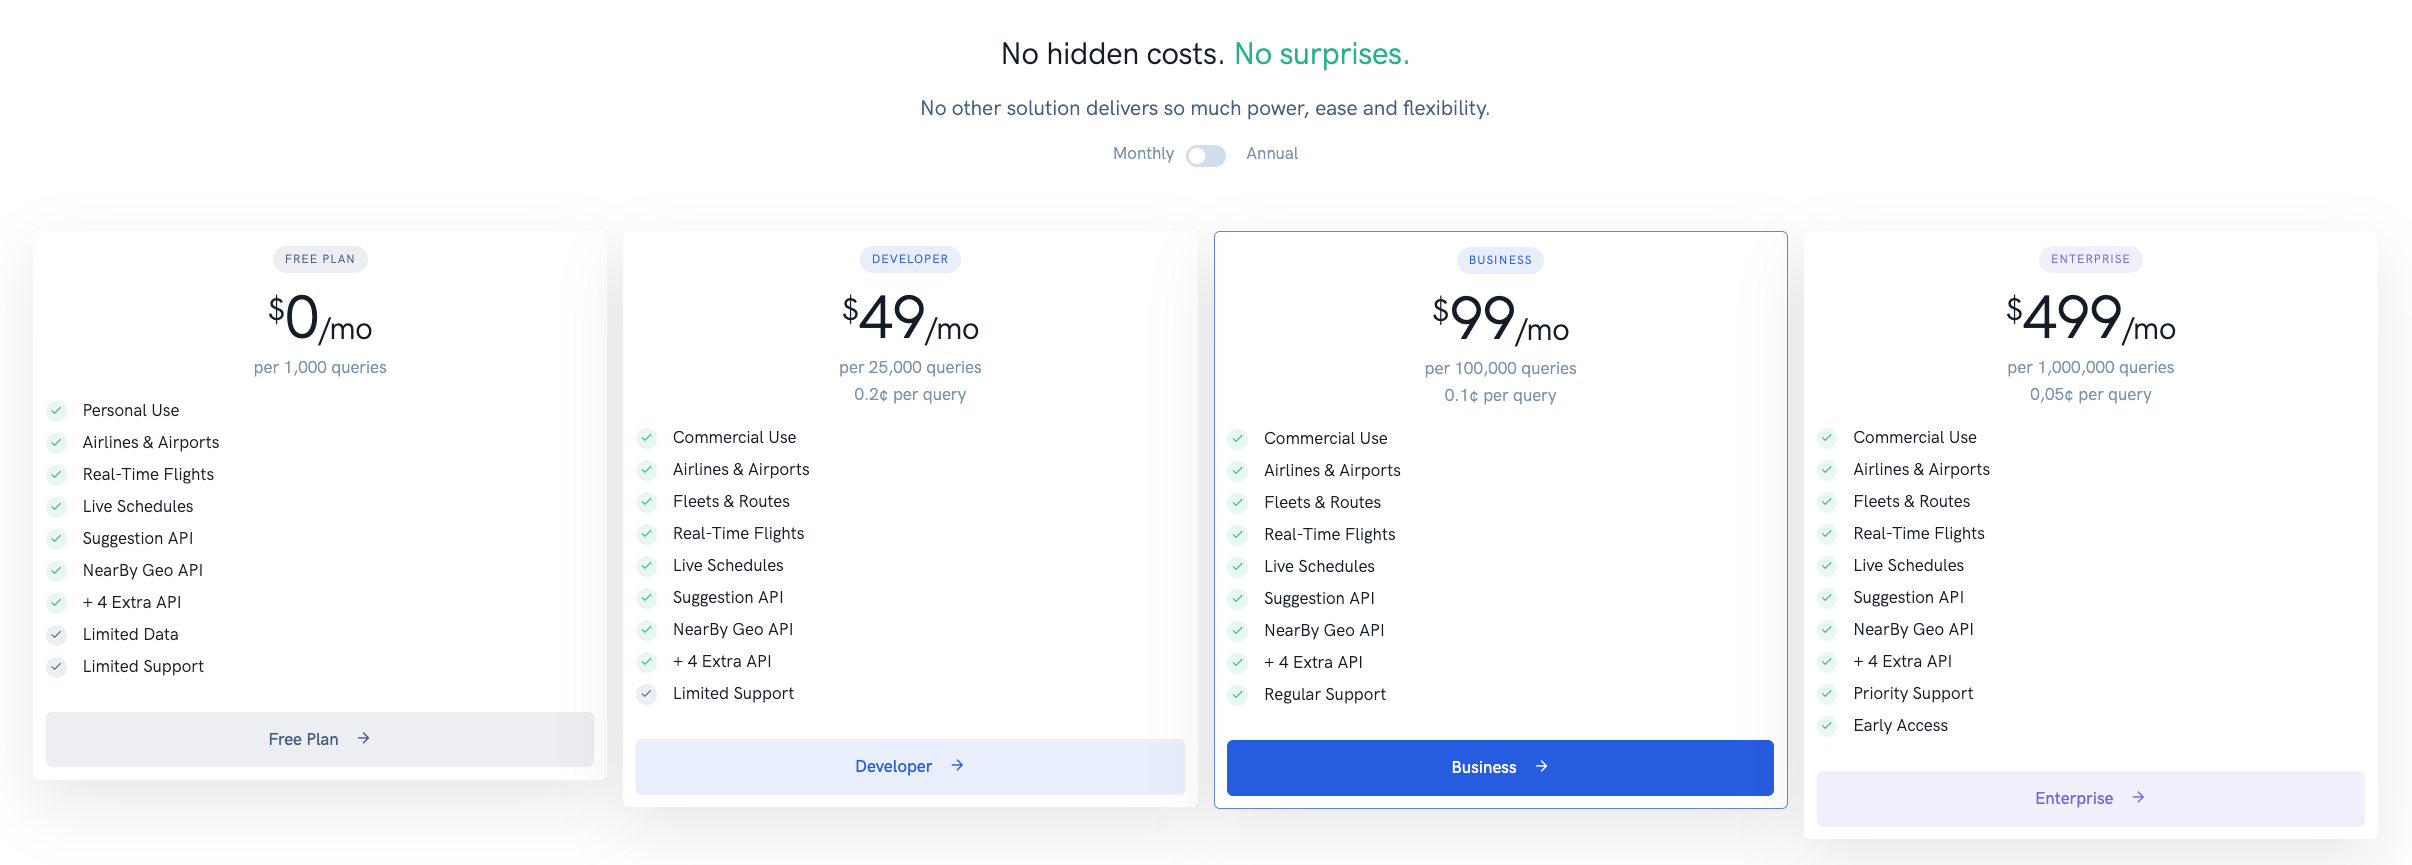 No hidden costs. No surprises.
No other solution delivers so much power, ease and flexibility.
Monthly Annual
FREE PLAN
$0/mo
per 1,000 queries
Personal Use
Airlines & Airports
Real-Time Flights
Live Schedules
Suggestion API
NearBy Geo API
+ 4 Extra API
Limited Data
Limited Support
Free Plan →
DEVELOPER
$49/mo
per 25,000 queries
0.2¢ per query
Commercial Use
Airlines & Airports
Fleets & Routes
Real-Time Flights
Live Schedules
Suggestion API
NearBy Geo API
+ 4 Extra API
Limited Support
Developer →
BUSINESS
$99/mo
per 100,000 queries
0.1¢ per query
Commercial Use
Airlines & Airports
Fleets & Routes
Real-Time Flights
Live Schedules
Suggestion API
NearBy Geo API
+ 4 Extra API
Regular Support
Business →
ENTERPRISE
$499/mo
per 1,000,000 queries
0,05¢ per query
Commercial Use
Airlines & Airports
Fleets & Routes
Real-Time Flights
Live Schedules
Suggestion API
NearBy Geo API
+ 4 Extra API
Priority Support
Early Access
Enterprise →